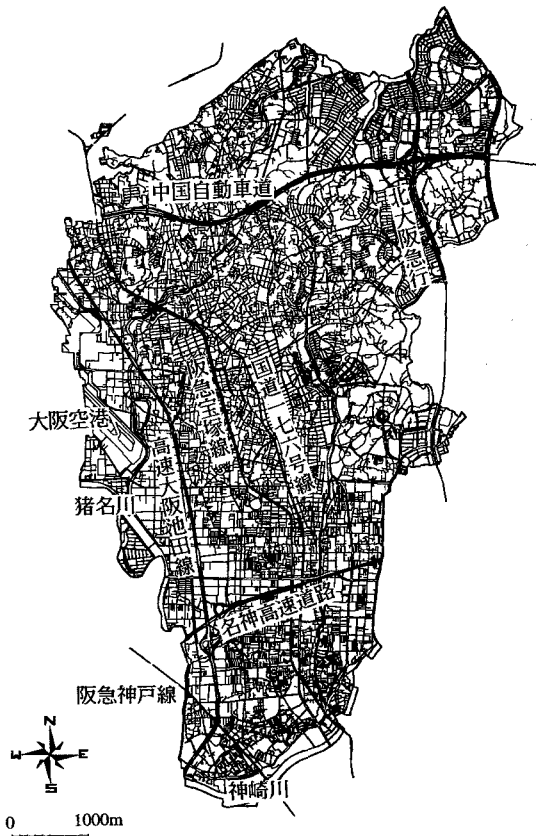 中国自動車道
北大阪急行
国道一七六号線
阪急宝塚線
大阪空港
高速大阪池田線
猪名川
名神高速道路
阪急神戸線
神崎川
N
W E
S
0 1000m